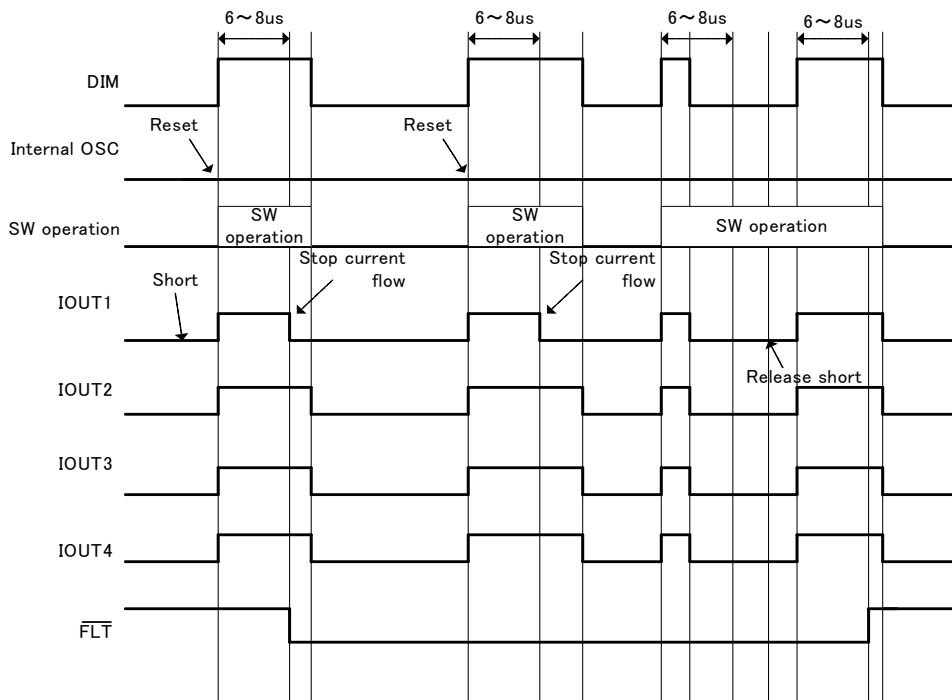 6～8us
6～8us
6～8us
6～8us
DIM
Reset
Reset
Internal OSC
SW operation
SW
operation
SW
operation
SW operation
Stop current
flow
Stop current
flow
Short
IOUT1
Release short
IOUT2
IOUT3
IOUT4
FLT